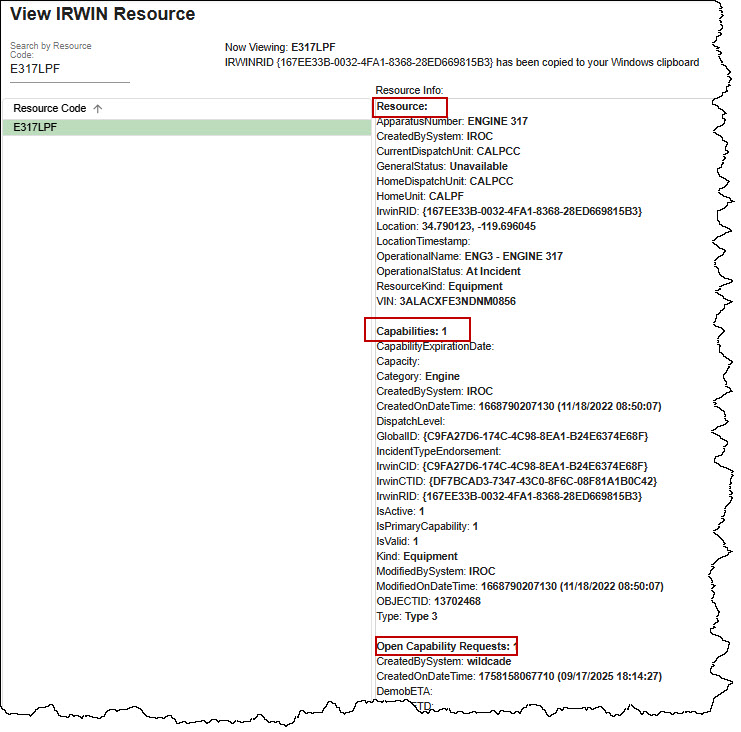 View IRWIN Resource
Search by Resource
Code:
E317LPF
Now Viewing: E317LPF
IRWINRID {167EE33B-0032-4FA1-8368-28ED669815B3} has been copied to your Windows clipboard
Resource Code ↑
E317LPF
Resource Info:
Resource:
ApparatusNumber: ENGINE 317
CreatedBySystem: IROC
CurrentDispatchUnit: CALPCC
GeneralStatus: Unavailable
HomeDispatchUnit: CALPCC
HomeUnit: CALPF
IrwinRID: {167EE33B-0032-4FA1-8368-28ED669815B3}
Location: 34.790123, -119.696045
LocationTimestamp:
OperationalName: ENG3 - ENGINE 317
OperationalStatus: At Incident
ResourceKind: Equipment
VIN: 3ALACXFE3NDNM0856
Capabilities: 1
CapabilityExpirationDate:
Capacity:
Category: Engine
CreatedBySystem: IROC
CreatedOnDateTime: 1668790207130 (11/18/2022 08:50:07)
DispatchLevel:
GlobalID: {C9FA27D6-174C-4C98-8EA1-B24E6374E68F}
IncidentTypeEndorsement:
IrwinCID: {C9FA27D6-174C-4C98-8EA1-B24E6374E68F}
IrwinCTID: {DF7BCAD3-7347-43C0-8F6C-08F81A1B0C42}
IrwinRID: {167EE33B-0032-4FA1-8368-28ED669815B3}
IsActive: 1
IsPrimaryCapability: 1
IsValid: 1
Kind: Equipment
ModifiedBySystem: IROC
ModifiedOnDateTime: 1668790207130 (11/18/2022 08:50:07)
OBJECTID: 13702468
Type: Type 3
Open Capability Requests: 1
CreatedBySystem: wildcade
CreatedOnDateTime: 1758158067710 (09/17/2025 18:14:27)
DemobETA: